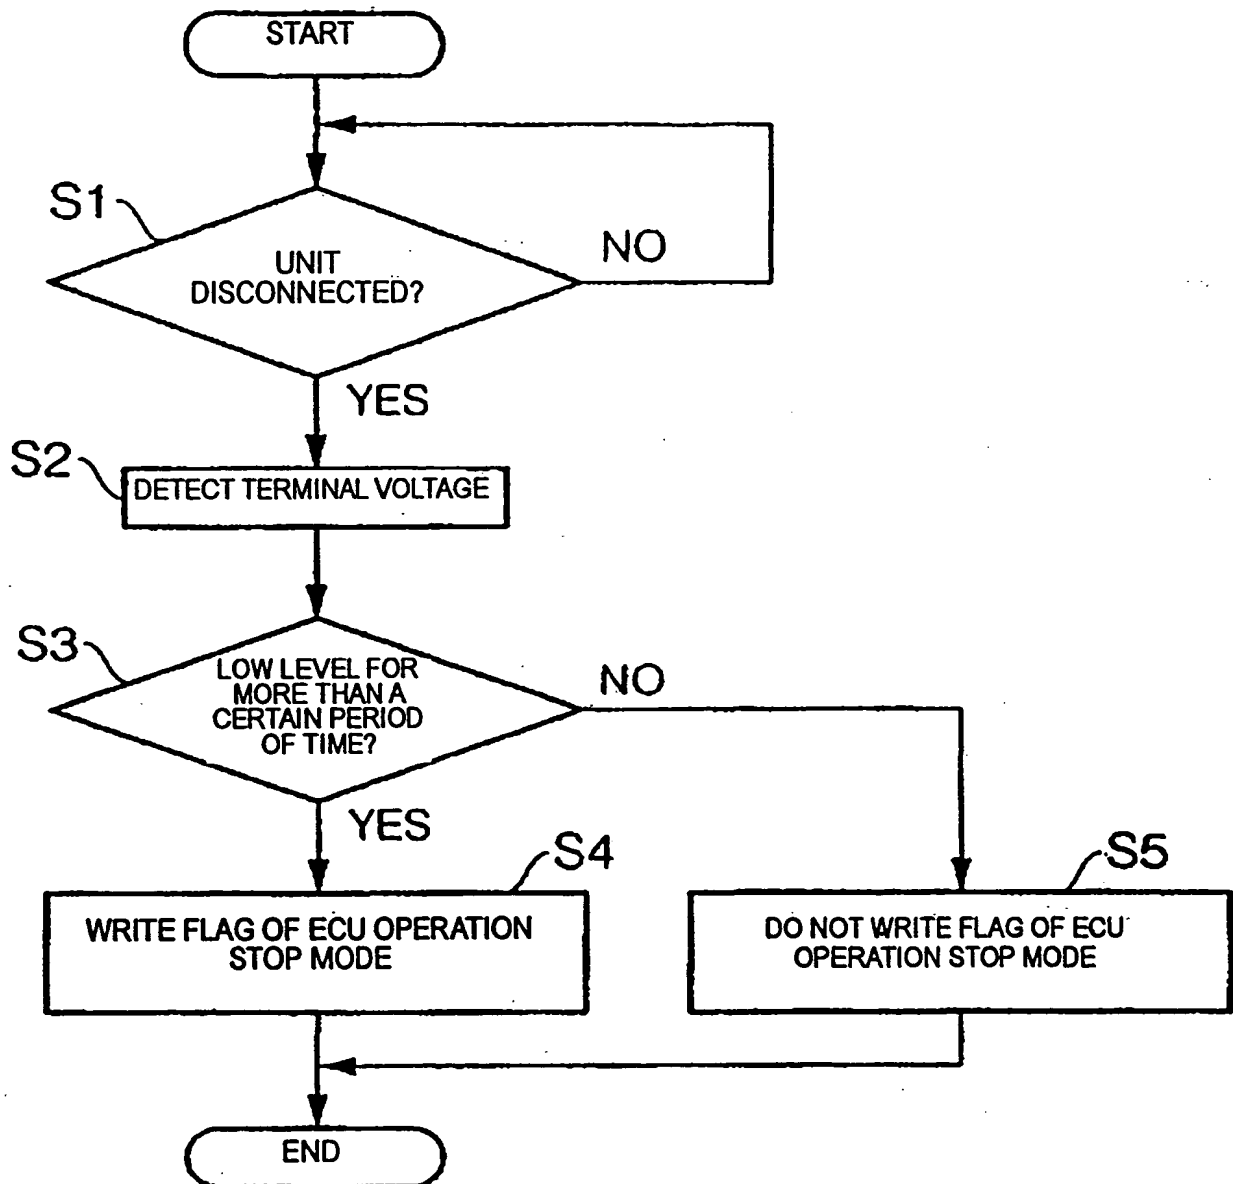 START
S1
UNIT
DISCONNECTED?
NO
YES
S2
DETECT TERMINAL VOLTAGE
S3
LOW LEVEL FOR
MORE THAN A
CERTAIN PERIOD
OF TIME?
NO
YES
S4
WRITE FLAG OF ECU OPERATION
STOP MODE
S5
DO NOT WRITE FLAG OF ECU
OPERATION STOP MODE
END